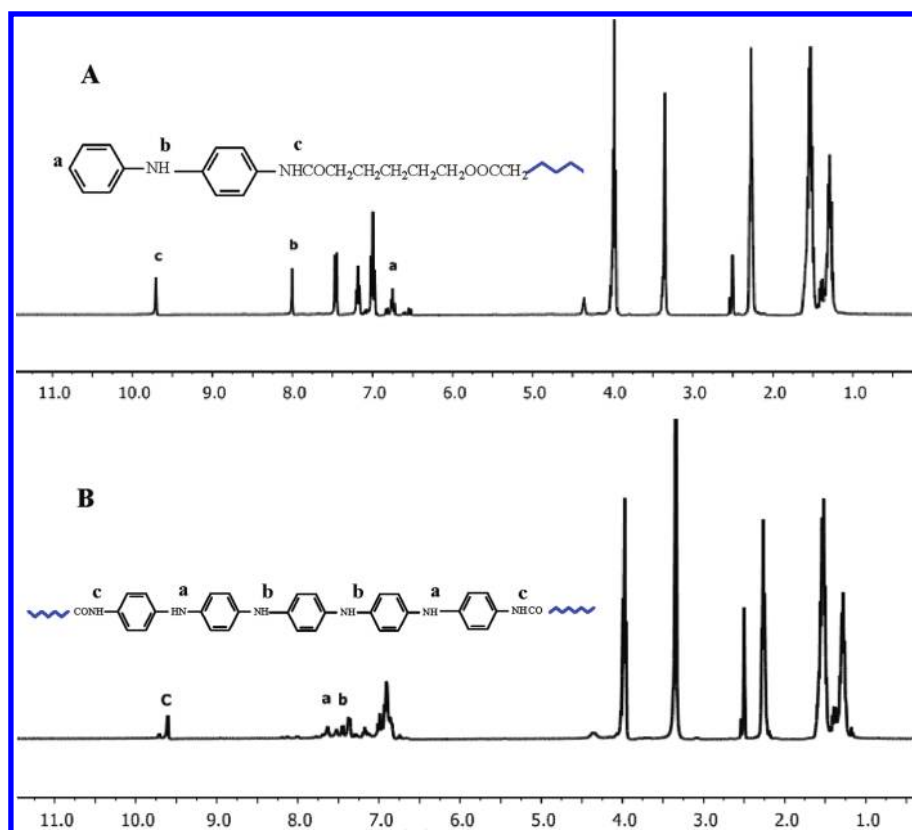 A
a b c
NH NHCOCH₂CH₂CH₂CH₂CH₂OOCCH₂
c b a
11.0 10.0 9.0 8.0 7.0 6.0 5.0 4.0 3.0 2.0 1.0
B
c a b b a c
CONH HN NH NH NH NHCO
C a b
11.0 10.0 9.0 8.0 7.0 6.0 5.0 4.0 3.0 2.0 1.0